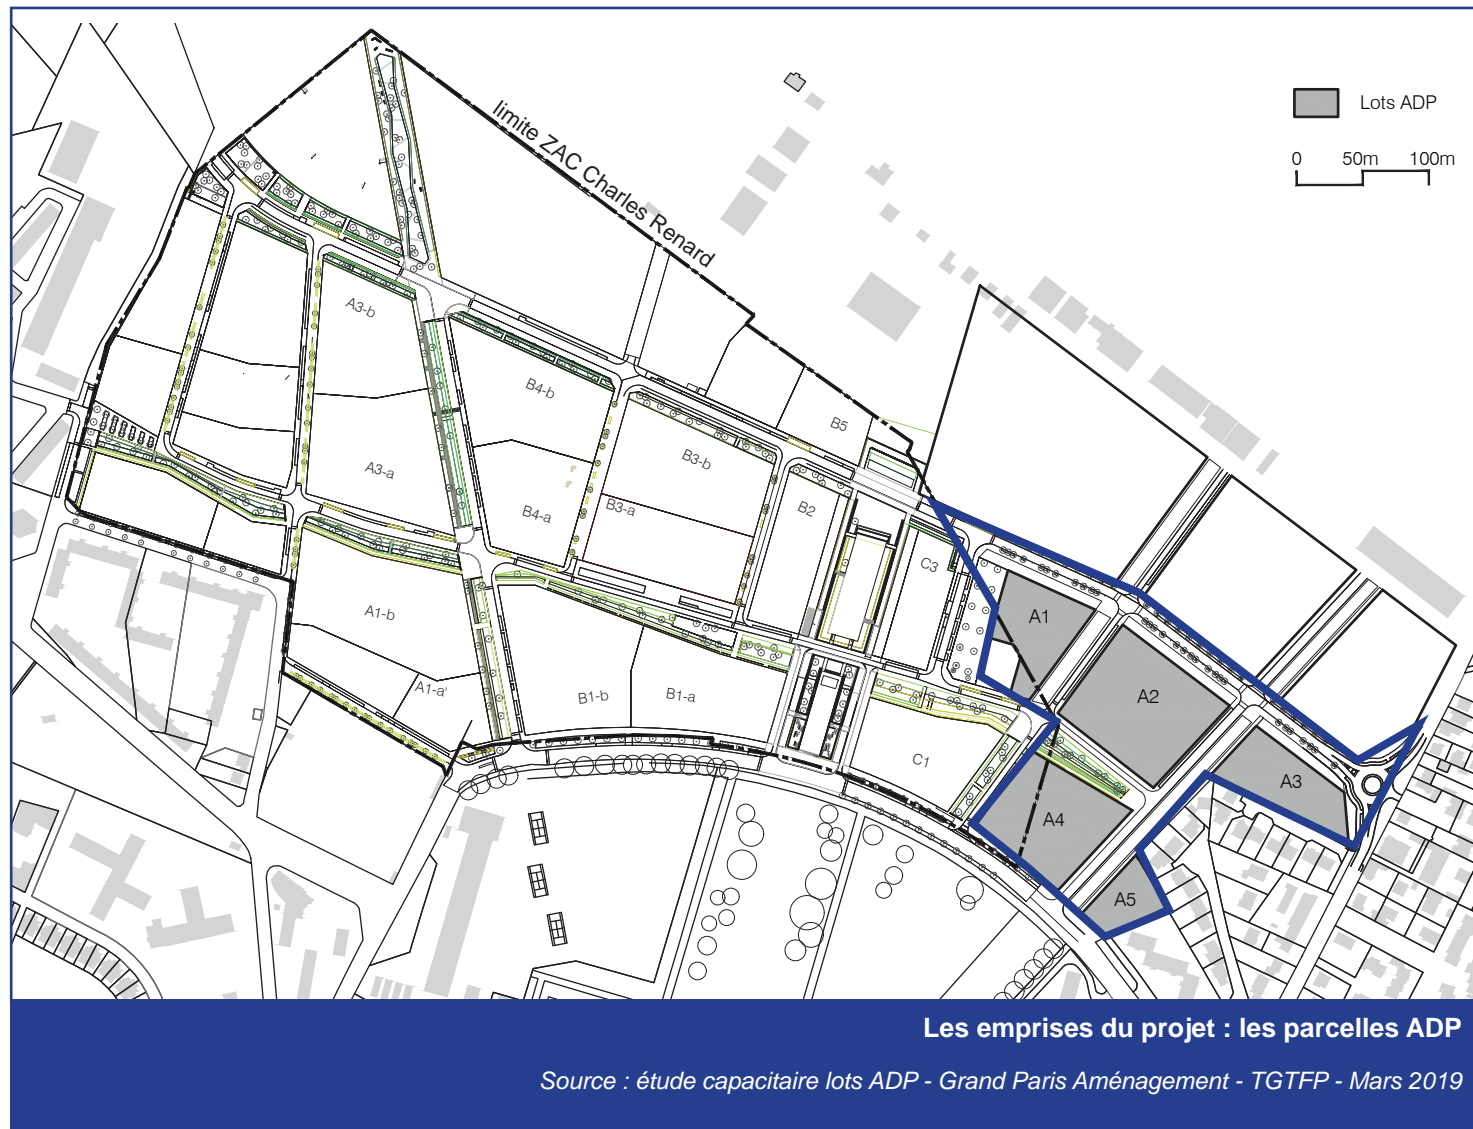 limite ZAC Charles Renard
Lots ADP
0 50m 100m
A3-b
B4-b
B5
A3-a
B3-b
B4-a
B3-a
B2
C3
A1
A1-b
A2
A1-a'
B1-b
B1-a
C1
A3
A4
A5
Les emprises du projet : les parcelles ADP
Source : étude capacitaire lots ADP - Grand Paris Aménagement - TGTFP - Mars 2019